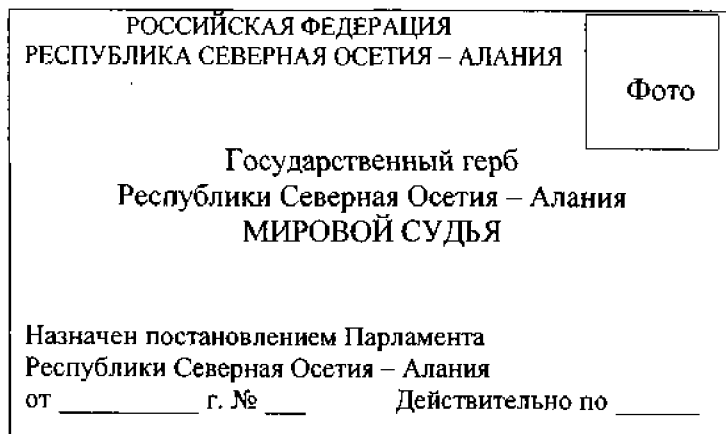 РОССИЙСКАЯ ФЕДЕРАЦИЯ
РЕСПУБЛИКА СЕВЕРНАЯ ОСЕТИЯ – АЛАНИЯ
Фото
Государственный герб
Республики Северная Осетия – Алания
МИРОВОЙ СУДЬЯ
Назначен постановлением Парламента
Республики Северная Осетия – Алания
от __________ г. № ___ Действительно по ______